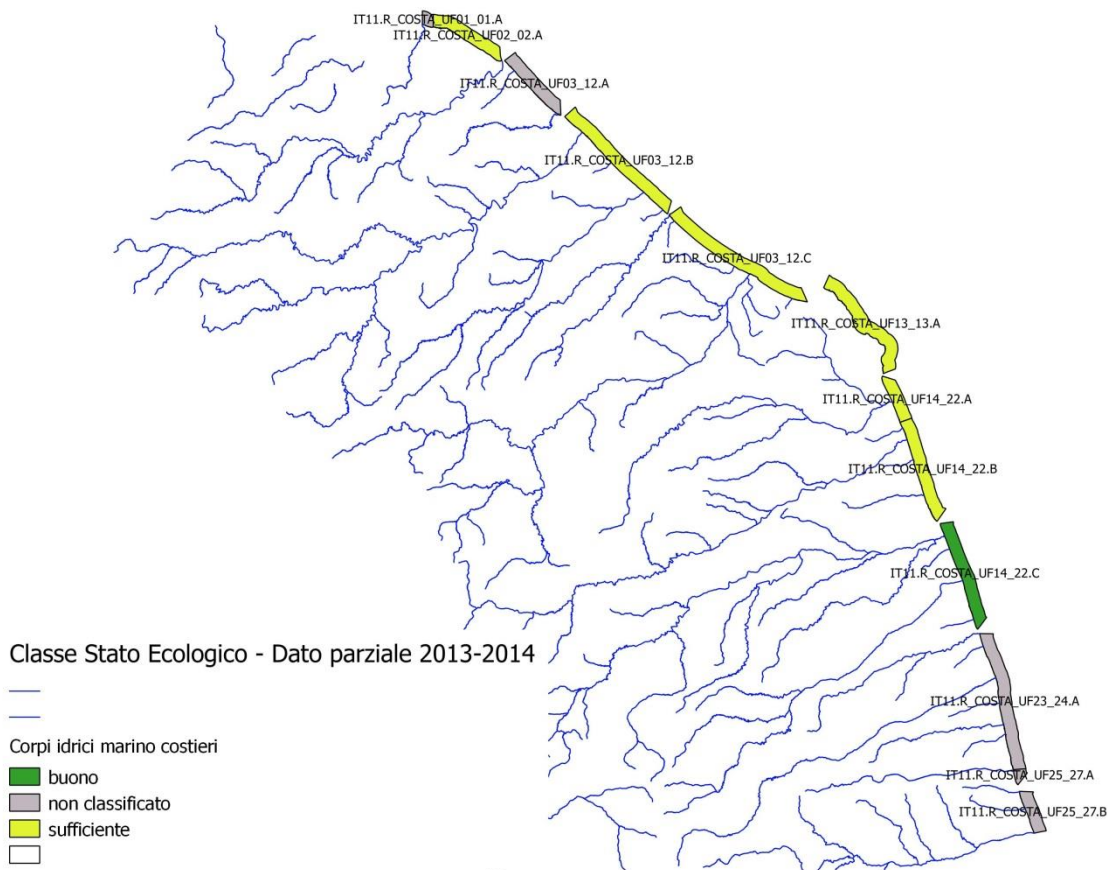 IT11.R_COSTA_UF01_01.A
IT11.R_COSTA_UF02_02.A
IT11.R_COSTA_UF03_12.A
IT11.R_COSTA_UF03_12.B
IT11.R_COSTA_UF03_12.C
IT11.R_COSTA_UF13_13.A
IT11.R_COSTA_UF14_22.A
IT11.R_COSTA_UF14_22.B
IT11.R_COSTA_UF14_22.C
IT11.R_COSTA_UF23_24.A
IT11.R_COSTA_UF25_27.A
IT11.R_COSTA_UF25_27.B
Classe Stato Ecologico - Dato parziale 2013-2014
Corpi idrici marino costieri
buono
non classificato
sufficiente